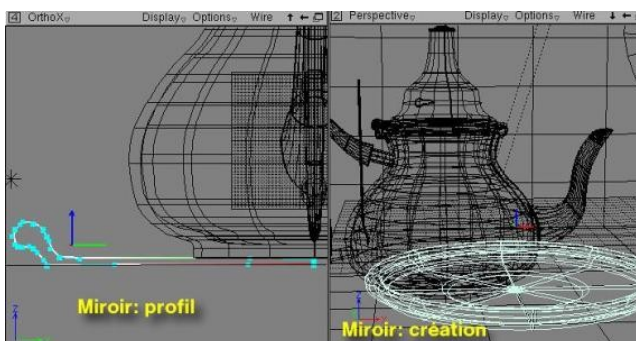 4 OrthoX Display Options Wire
2 Perspective Display Options Wire
Miroir: profil
Miroir: création